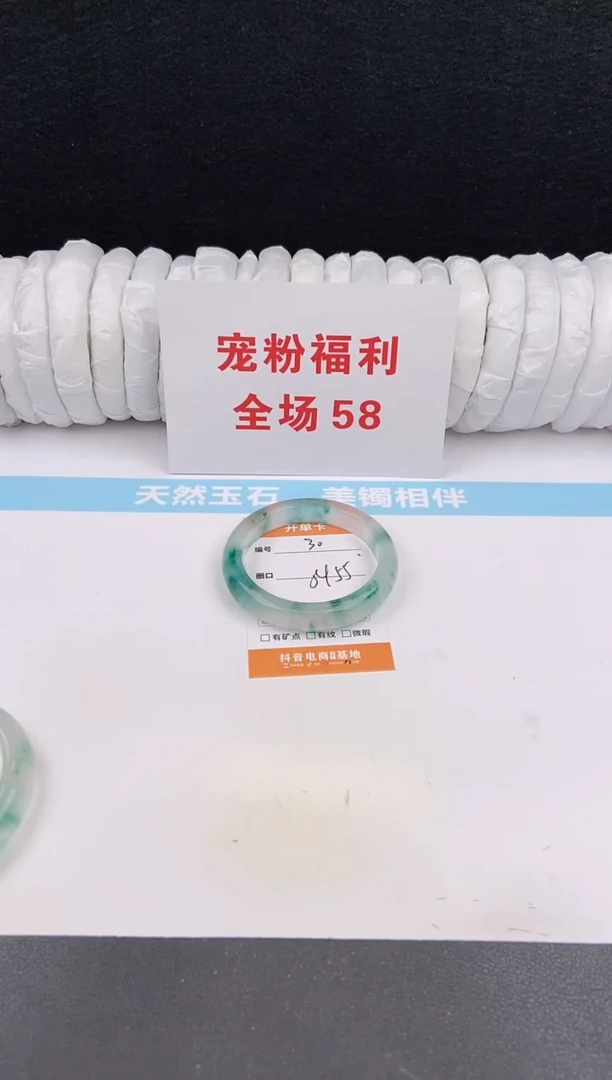 宠粉福利
全场58
天然玉石 美镯相伴
开单卡
编号 30
圈口
□有矿点 □有纹 □微瑕
抖音电商 基地